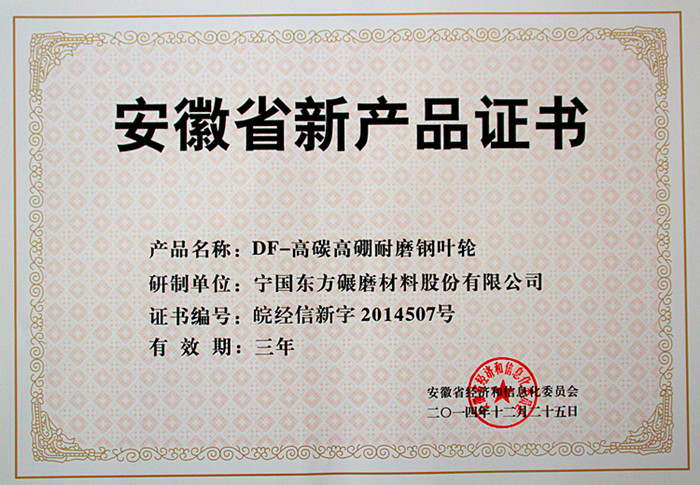 安徽省新产品证书
产品名称：DF-高碳高硼耐磨钢叶轮
研制单位：宁国东方碾磨材料股份有限公司
证书编号：皖经信新字 2014507号
有 效 期：三年
安徽省经济和信息化委员会
二〇一四年十二月二十五日